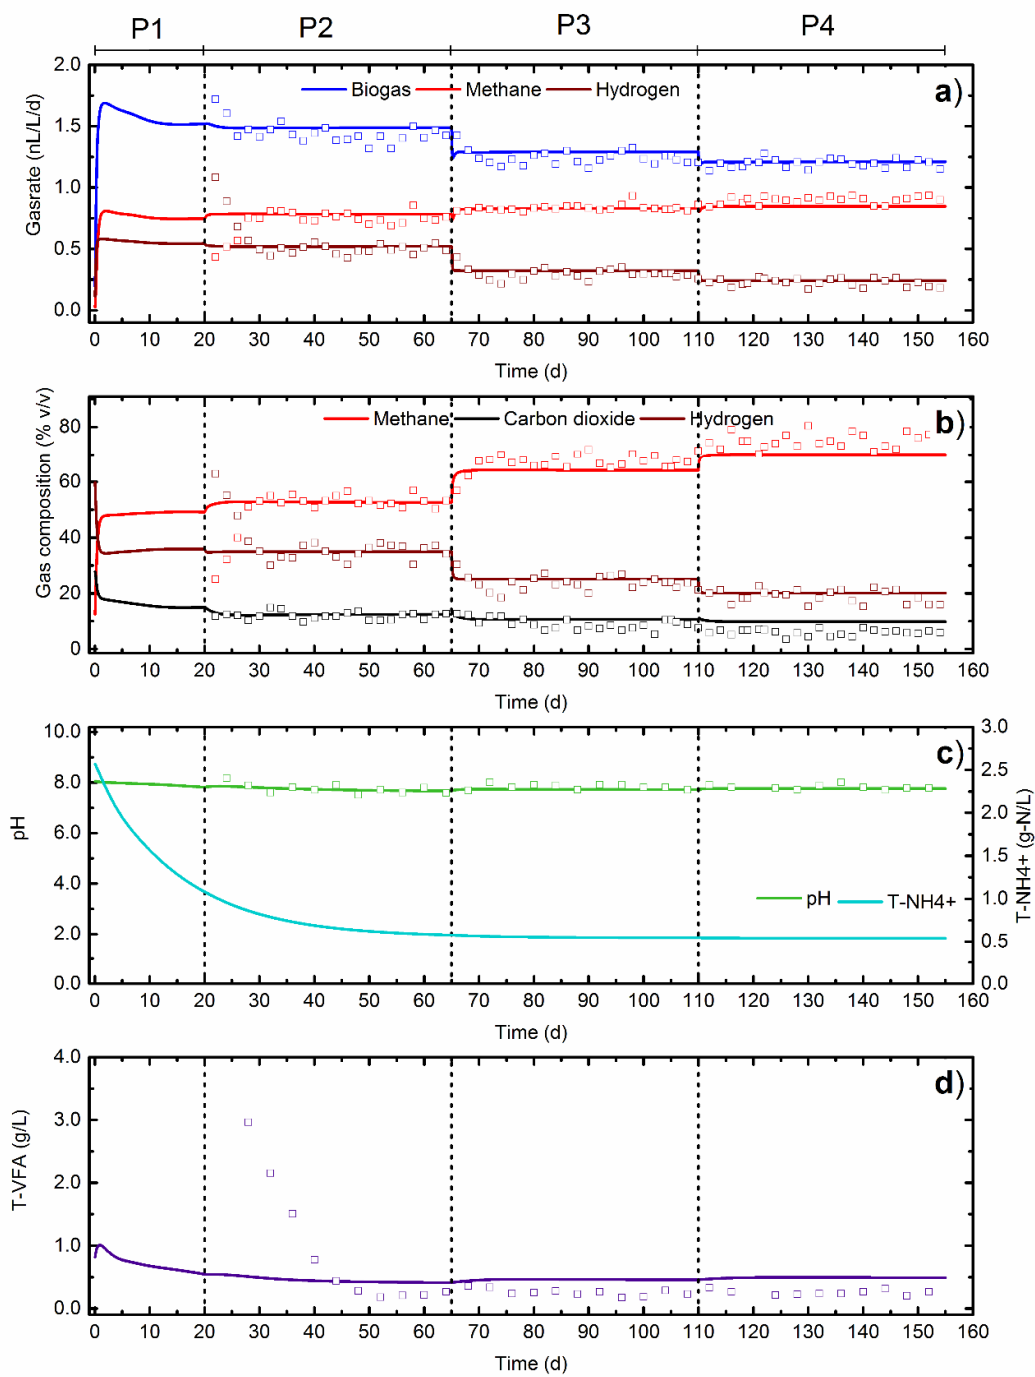 P1 P2 P3 P4
a)
Biogas Methane Hydrogen
Gasrate (nL/L/d)
2.0
1.5
1.0
0.5
0.0
0 10 20 30 40 50 60 70 80 90 100 110 120 130 140 150 160
Time (d)
b)
Methane Carbon dioxide Hydrogen
Gas composition (% v/v)
80
60
40
20
0
0 10 20 30 40 50 60 70 80 90 100 110 120 130 140 150 160
Time (d)
c)
pH
10.0
8.0
6.0
4.0
2.0
0.0
pH T-NH4+
3.0
2.5
2.0
1.5
1.0
0.5
0.0
T-NH4+ (g-N/L)
0 10 20 30 40 50 60 70 80 90 100 110 120 130 140 150 160
Time (d)
d)
T-VFA (g/L)
4.0
3.0
2.0
1.0
0.0
0 10 20 30 40 50 60 70 80 90 100 110 120 130 140 150 160
Time (d)